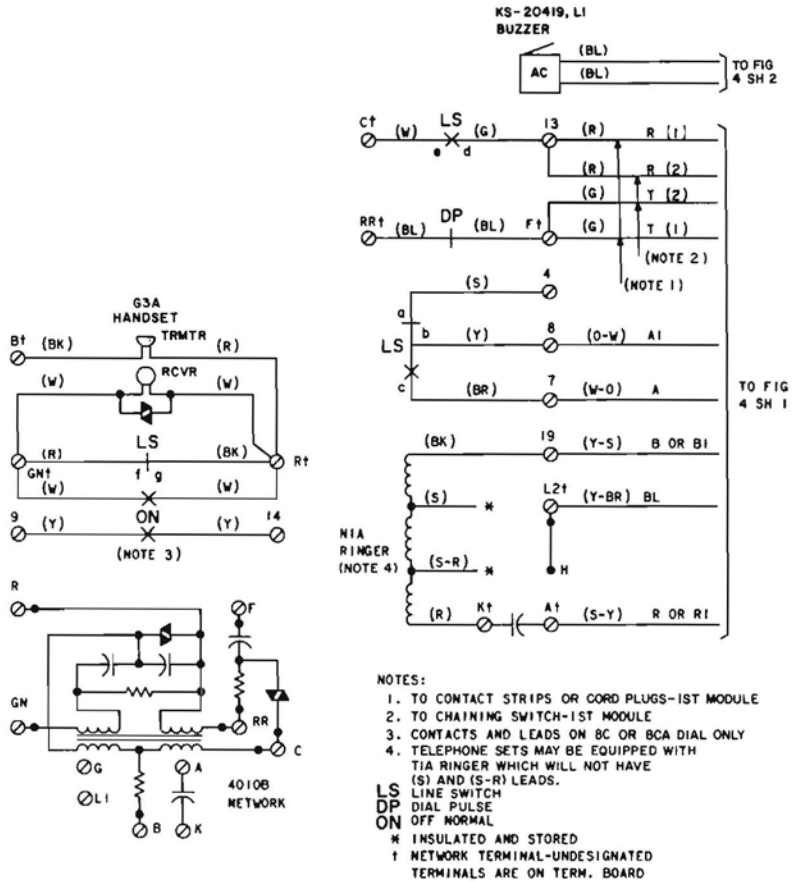 KS-20419, L1
BUZZER
(BL)
AC
(BL)
TO FIG
4 SH 2
C†
(W)
LS
(G)
e
d
13
(R)
R (1)
(R)
R (2)
(G)
T (2)
RR†
(BL)
DP
(BL)
F†
(G)
T (1)
(NOTE 2)
(NOTE 1)
(S)
4
a
b
LS
(Y)
8
(O-W)
A1
c
(BR)
7
(W-O)
A
TO FIG
4 SH 1
G3A
HANDSET
TRMTR
B†
(BK)
(R)
RCVR
(W)
(W)
LS
(R)
(BK)
R†
GN†
f
g
(W)
(W)
9
(Y)
ON
(Y)
14
(NOTE 3)
(BK)
19
(Y-S)
B OR B1
(S)
*
L2†
(Y-BR)
BL
N1A
RINGER
(NOTE 4)
(S-R)
*
H
(R)
K†
A†
(S-Y)
R OR R1
R
F
GN
RR
C
G
A
L1
4010B
NETWORK
B
K
NOTES:
1. TO CONTACT STRIPS OR CORD PLUGS-1ST MODULE
2. TO CHAINING SWITCH-1ST MODULE
3. CONTACTS AND LEADS ON 8C OR 8CA DIAL ONLY
4. TELEPHONE SETS MAY BE EQUIPPED WITH
T1A RINGER WHICH WILL NOT HAVE
(S) AND (S-R) LEADS.
LS LINE SWITCH
DP DIAL PULSE
ON OFF NORMAL
* INSULATED AND STORED
† NETWORK TERMINAL-UNDESIGNATED
TERMINALS ARE ON TERM. BOARD